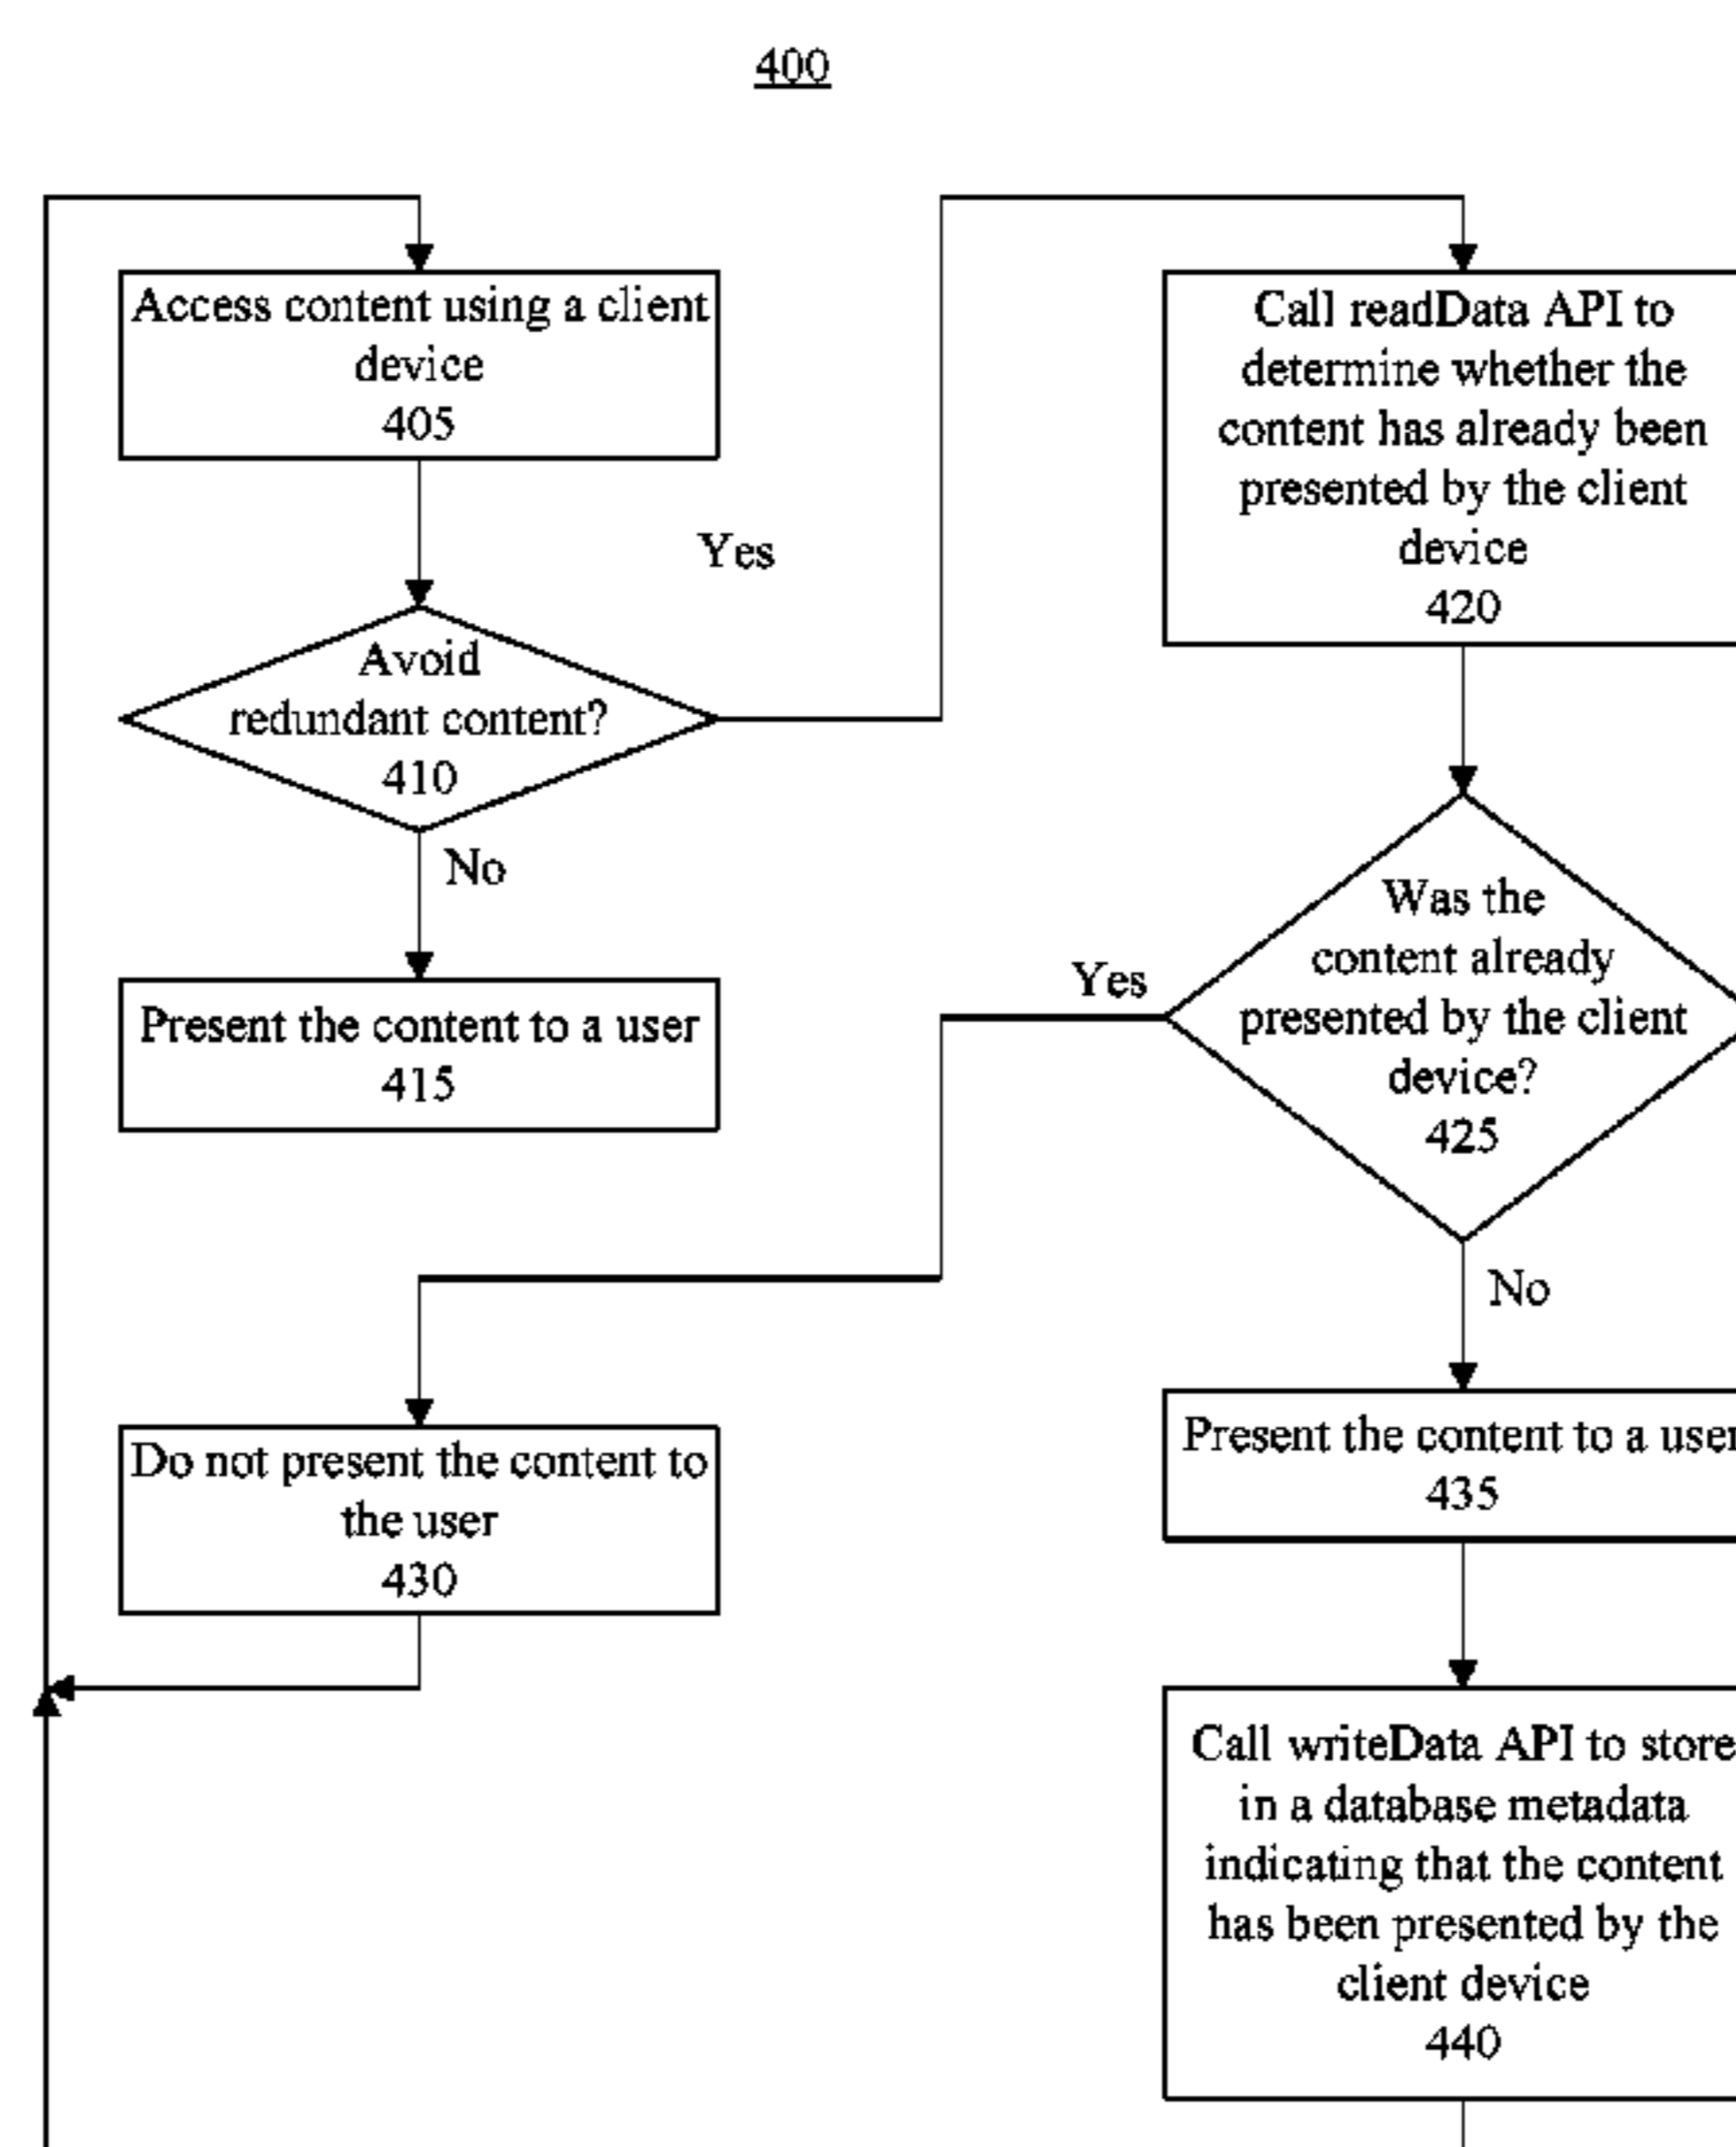 400
Access content using a client
device
405
Yes
Avoid
redundant content?
410
No
Present the content to a user
415
Do not present the content to
the user
430
Call readData API to
determine whether the
content has already been
presented by the client
device
420
Was the
content already
presented by the client
device?
425
Yes
No
Present the content to a user
435
Call writeData API to store
in a database metadata
indicating that the content
has been presented by the
client device
440